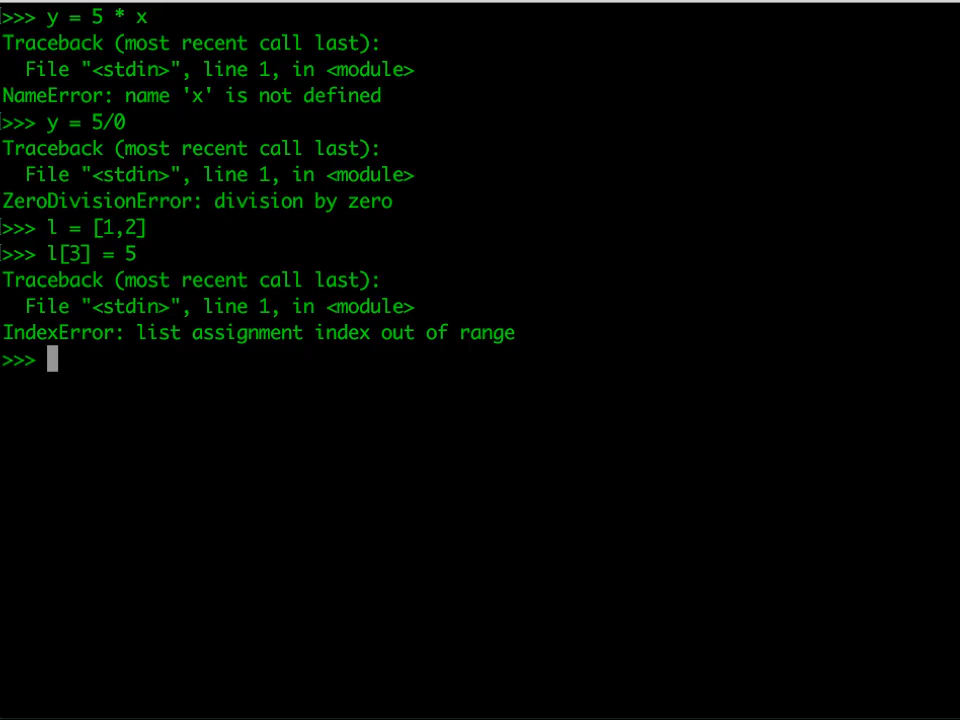 >>> y = 5 * x
Traceback (most recent call last):
  File "<stdin>", line 1, in <module>
NameError: name 'x' is not defined
>>> y = 5/0
Traceback (most recent call last):
  File "<stdin>", line 1, in <module>
ZeroDivisionError: division by zero
>>> l = [1,2]
>>> l[3] = 5
Traceback (most recent call last):
  File "<stdin>", line 1, in <module>
IndexError: list assignment index out of range
>>>